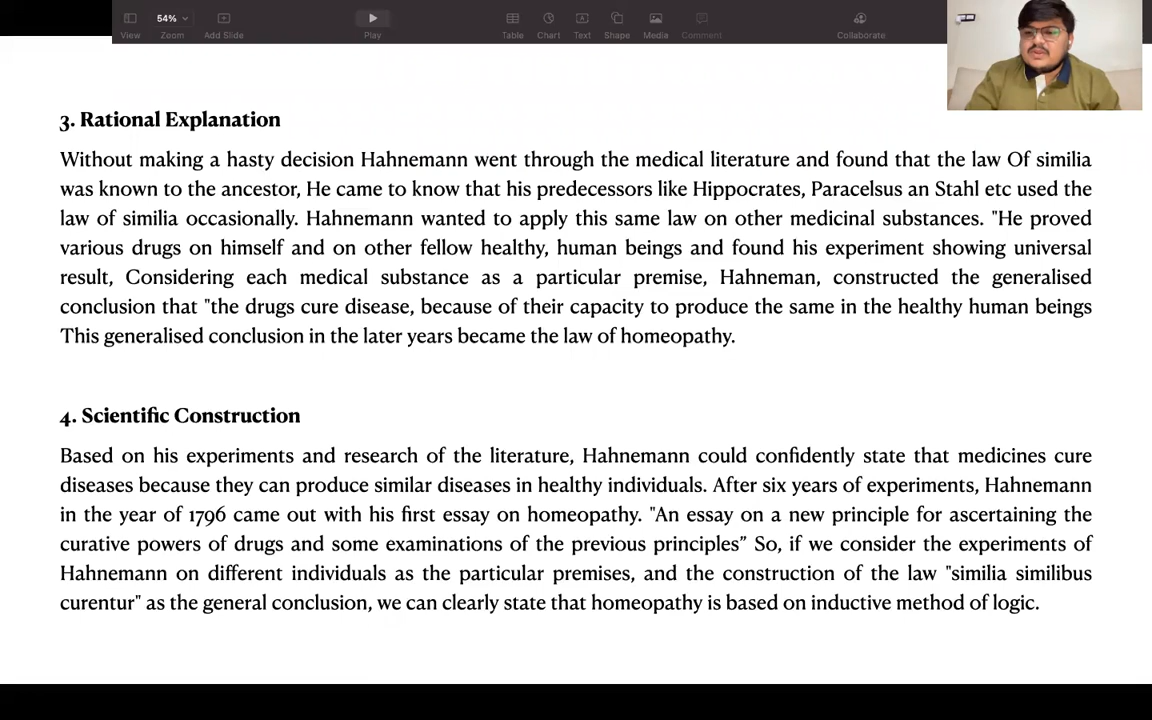 54%
View
Zoom
Add Slide
Play
Table
Chart
Text
Shape
Media
Comment
Collaborate
3. Rational Explanation
Without making a hasty decision Hahnemann went through the medical literature and found that the law Of similia
was known to the ancestor, He came to know that his predecessors like Hippocrates, Paracelsus an Stahl etc used the
law of similia occasionally. Hahnemann wanted to apply this same law on other medicinal substances. "He proved
various drugs on himself and on other fellow healthy, human beings and found his experiment showing universal
result, Considering each medical substance as a particular premise, Hahneman, constructed the generalised
conclusion that "the drugs cure disease, because of their capacity to produce the same in the healthy human beings
This generalised conclusion in the later years became the law of homeopathy.
4. Scientific Construction
Based on his experiments and research of the literature, Hahnemann could confidently state that medicines cure
diseases because they can produce similar diseases in healthy individuals. After six years of experiments, Hahnemann
in the year of 1796 came out with his first essay on homeopathy. "An essay on a new principle for ascertaining the
curative powers of drugs and some examinations of the previous principles” So, if we consider the experiments of
Hahnemann on different individuals as the particular premises, and the construction of the law "similia similibus
curentur" as the general conclusion, we can clearly state that homeopathy is based on inductive method of logic.